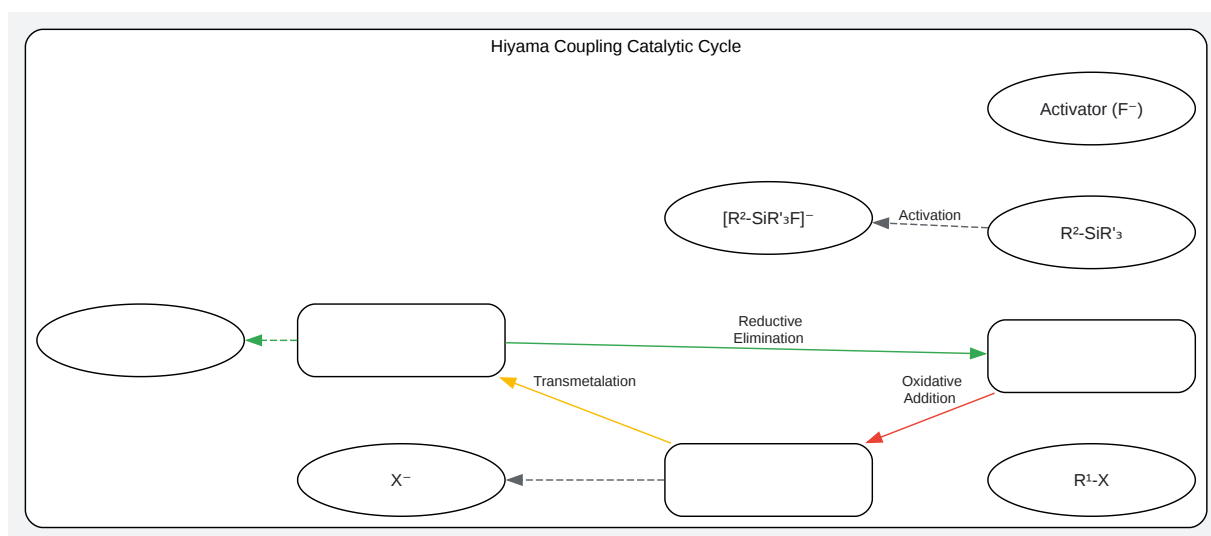 Hiyama Coupling Catalytic Cycle
Activator (F⁻)
[R²-SiR'₃F]⁻
Activation
R²-SiR'₃
Reductive
Elimination
Transmetalation
Oxidative
Addition
X⁻
R¹-X